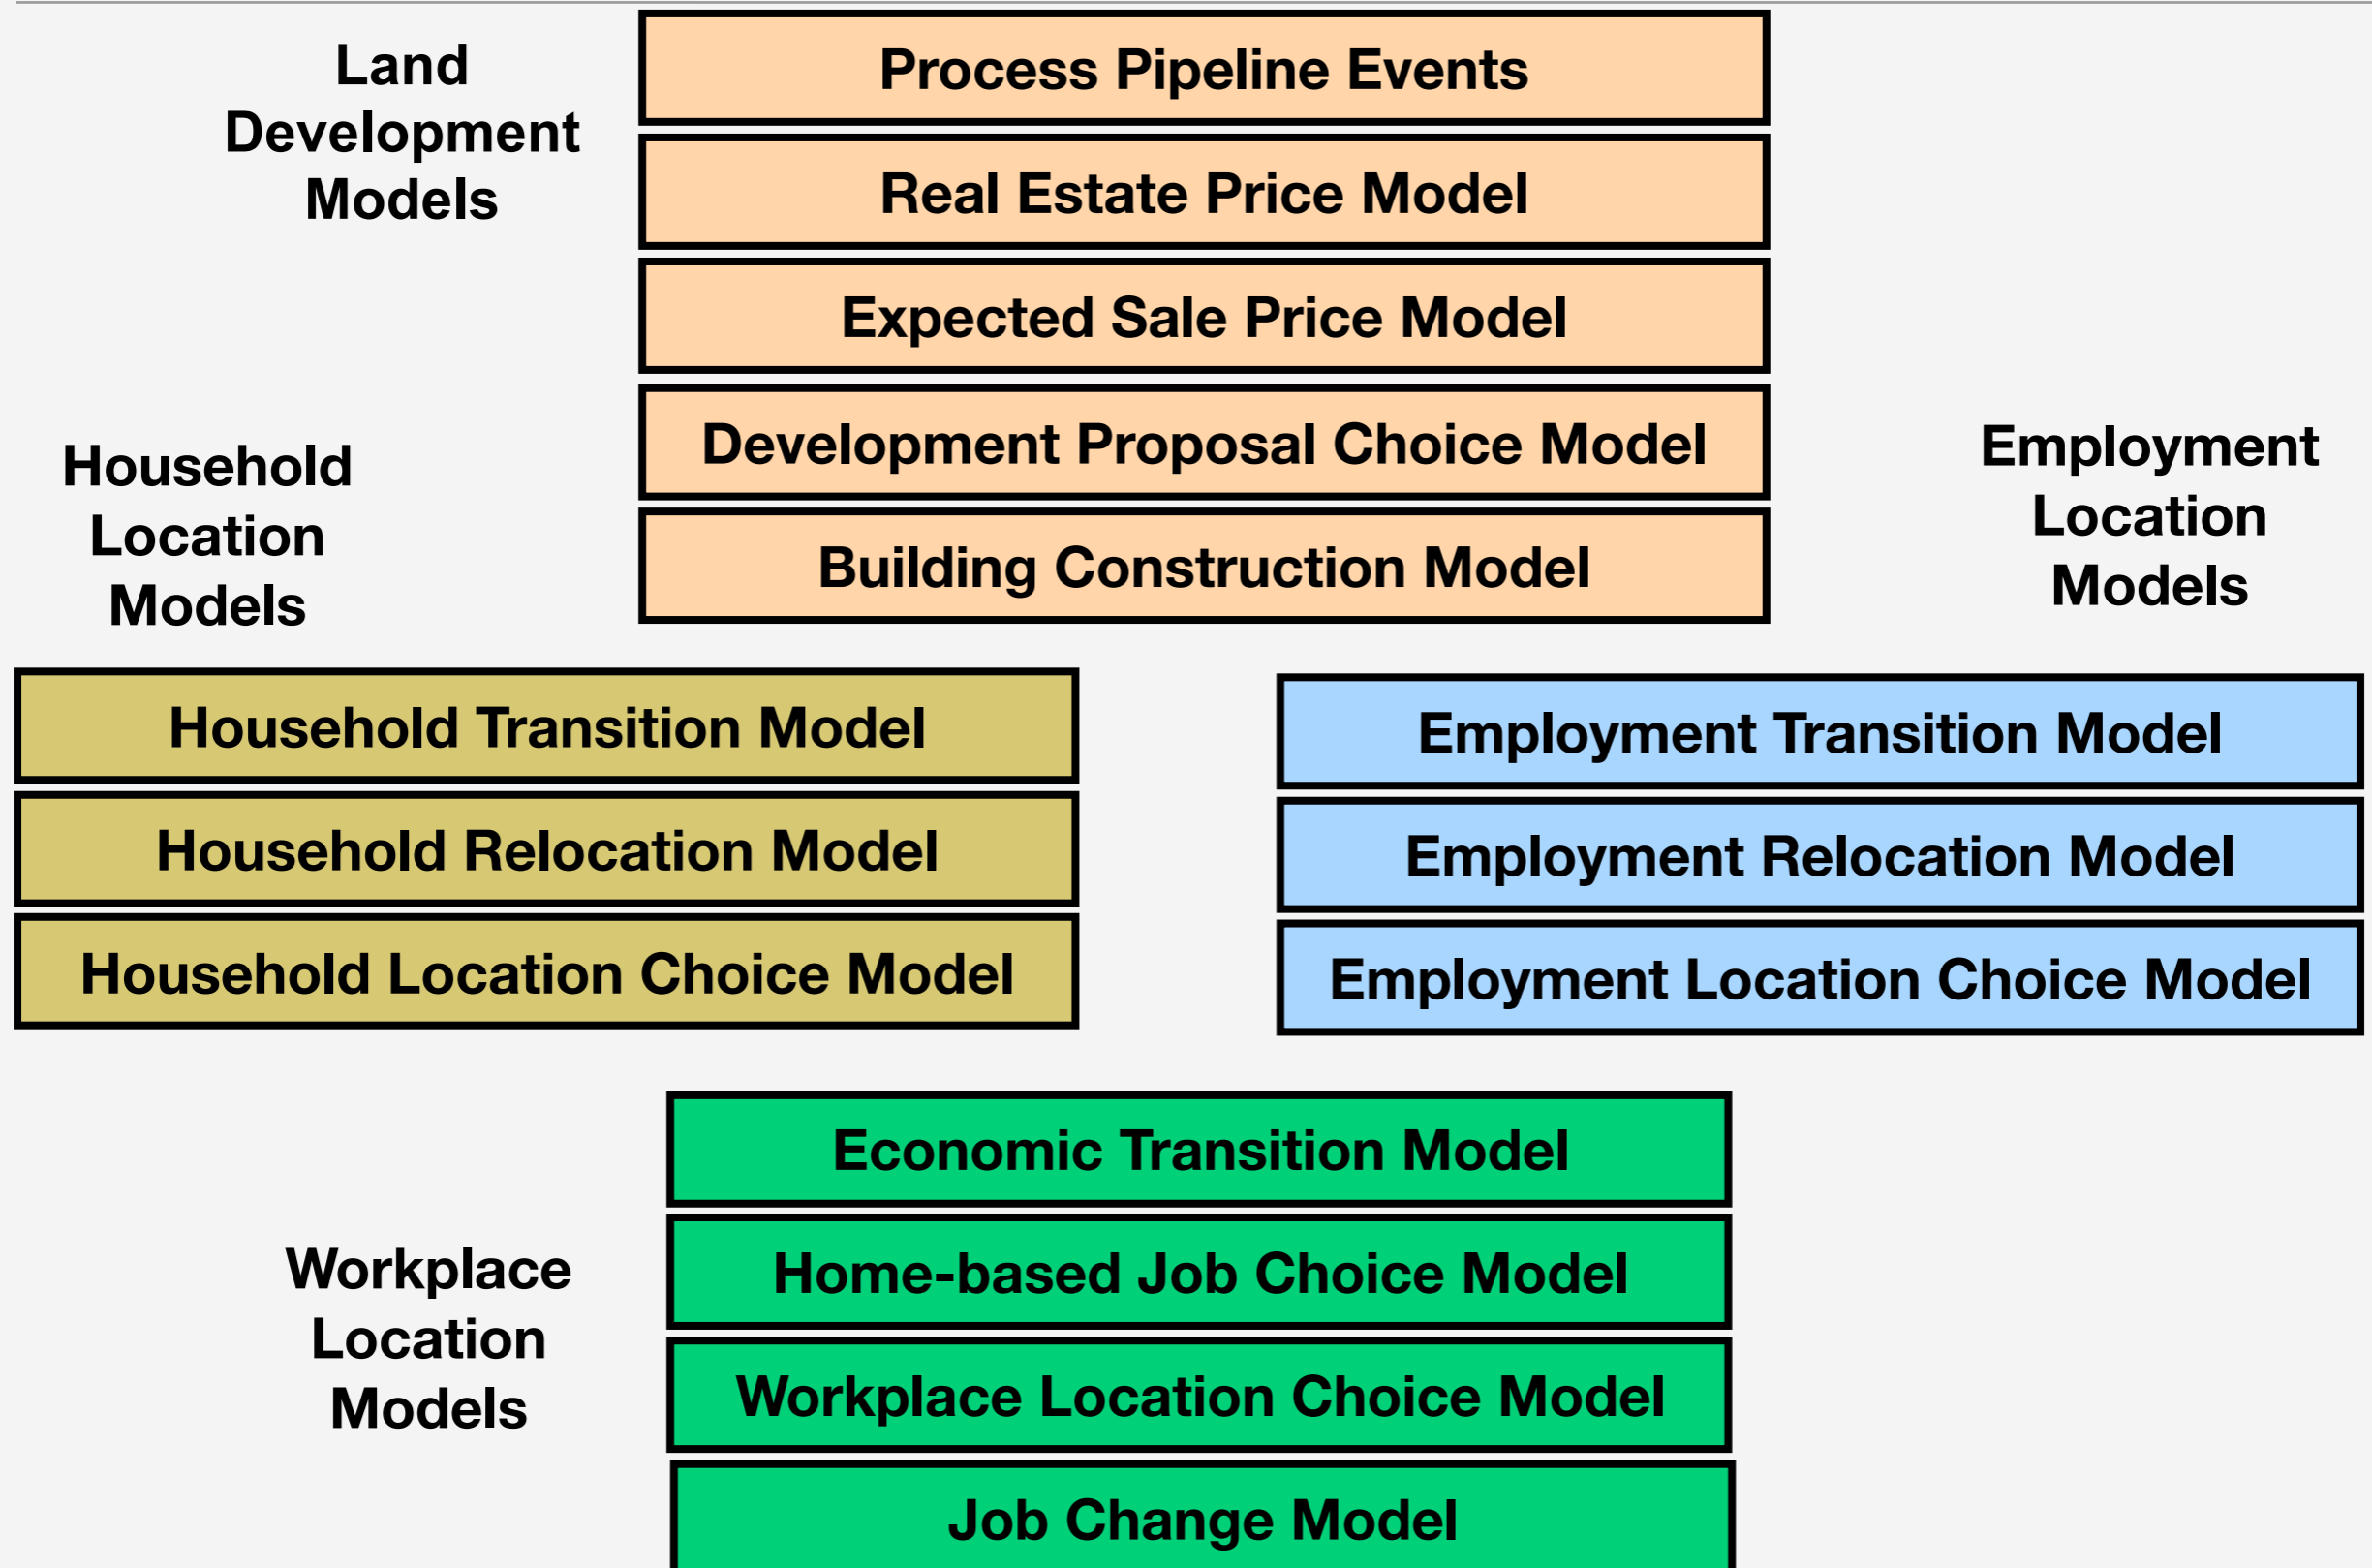 Land
Development
Models
Process Pipeline Events
Real Estate Price Model
Expected Sale Price Model
Development Proposal Choice Model
Building Construction Model
Household
Location
Models
Employment
Location
Models
Household Transition Model
Household Relocation Model
Household Location Choice Model
Employment Transition Model
Employment Relocation Model
Employment Location Choice Model
Workplace
Location
Models
Economic Transition Model
Home-based Job Choice Model
Workplace Location Choice Model
Job Change Model